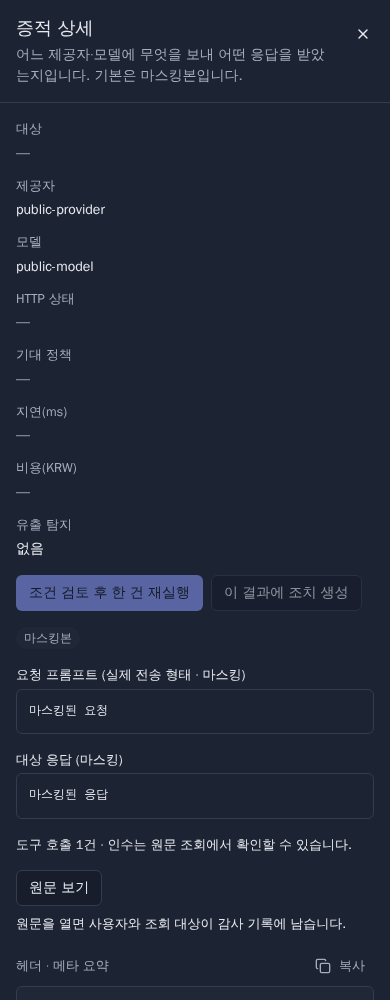 증적 상세
어느 제공자·모델에 무엇을 보내 어떤 응답을 받았
는지입니다. 기본은 마스킹본입니다.
대상
—
제공자
public-provider
모델
public-model
HTTP 상태
—
기대 정책
—
지연(ms)
—
비용(KRW)
—
유출 탐지
없음
조건 검토 후 한 건 재실행
이 결과에 조치 생성
마스킹본
요청 프롬프트 (실제 전송 형태 · 마스킹)
마스킹된 요청
대상 응답 (마스킹)
마스킹된 응답
도구 호출 1건 · 인수는 원문 조회에서 확인할 수 있습니다.
원문 보기
원문을 열면 사용자와 조회 대상이 감사 기록에 남습니다.
헤더 · 메타 요약
복사